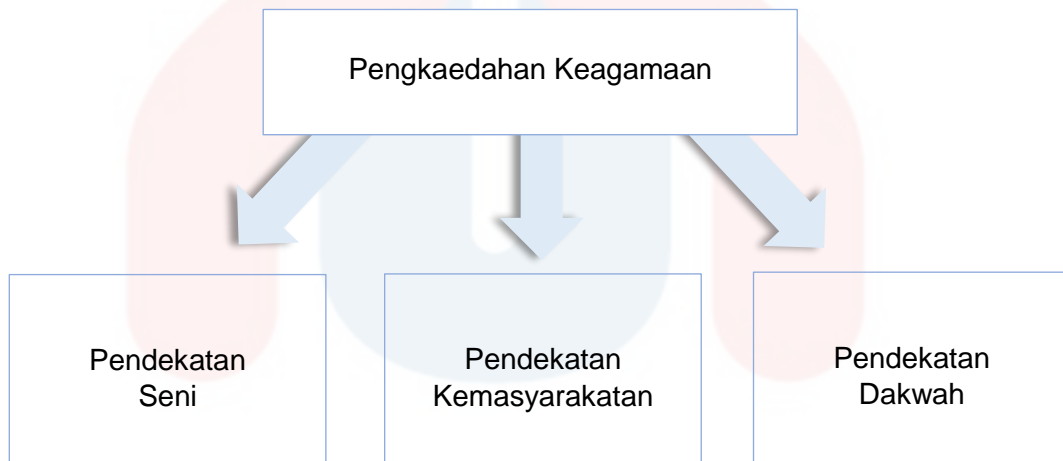 Pengkaedahan Keagamaan
Pendekatan
Seni
Pendekatan
Kemasyarakatan
Pendekatan
Dakwah